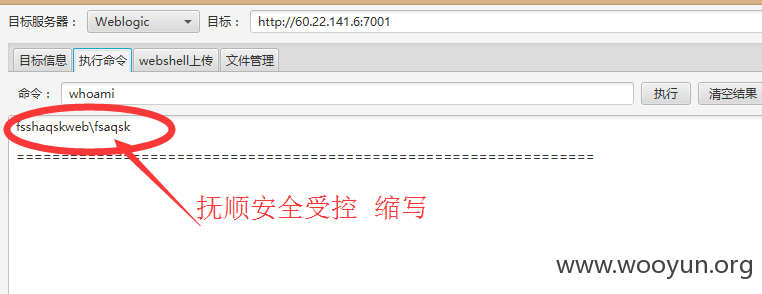 目标服务器： Weblogic 目标： http://60.22.141.6:7001
目标信息 执行命令 webshell上传 文件管理
命令： whoami 执行 清空结果
fsshaqskweb\fsaqsk
==================================================================
抚顺安全受控 缩写
www.wooyun.org